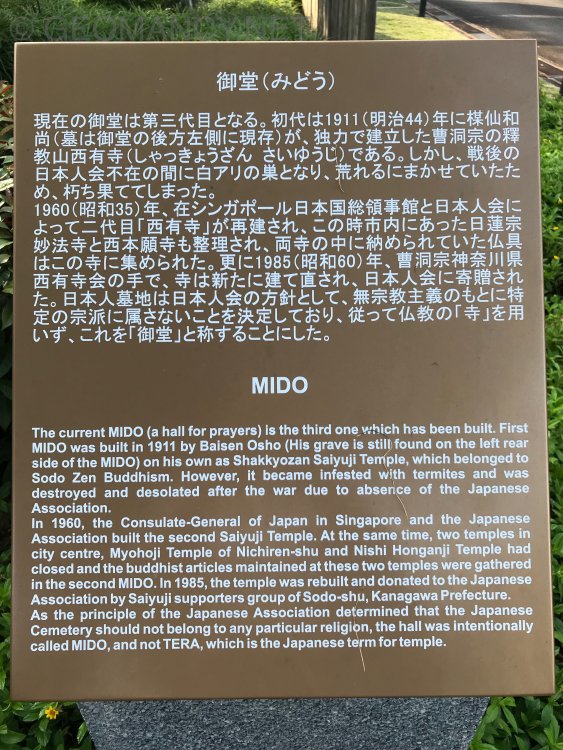 御堂(みどう)
現在の御堂は第三代目となる。初代は1911(明治44)年に楳仙和
尚(墓は御堂の後方左側に現存)が、独力で建立した曹洞宗の釋
教山西有寺(しゃっきょうざん さいゆうじ)である。しかし、戦後の
日本人会不在の間に白アリの巣となり、荒れるにまかせていたた
め、朽ち果ててしまった。
1960(昭和35)年、在シンガポール日本国総領事館と日本人会に
よって二代目「西有寺」が再建され、この時市内にあった日蓮宗
妙法寺と西本願寺も整理され、両寺の中に納められていた仏具
はこの寺に集められた。更に1985(昭和60)年、曹洞宗神奈川県
西有寺会の手で、寺は新たに建て直され、日本人会に寄贈され
た。日本人墓地は日本人会の方針として、無宗教主義のもとに特
定の宗派に属さないことを決定しており、従って仏教の「寺」を用
いず、これを「御堂」と称することにした。
MIDO
The current MIDO (a hall for prayers) is the third one which has been built. First
MIDO was built in 1911 by Baisen Osho (His grave is still found on the left rear
side of the MIDO) on his own as Shakkyozan Saiyuji Temple, which belonged to
Sodo Zen Buddhism. However, it became infested with termites and was
destroyed and desolated after the war due to absence of the Japanese
Association.
In 1960, the Consulate-General of Japan in Singapore and the Japanese
Association built the second Saiyuji Temple. At the same time, two temples in
city centre, Myohoji Temple of Nichiren-shu and Nishi Honganji Temple had
closed and the buddhist articles maintained at these two temples were gathered
in the second MIDO. In 1985, the temple was rebuilt and donated to the Japanese
Association by Saiyuji supporters group of Sodo-shu, Kanagawa Prefecture.
As the principle of the Japanese Association determined that the Japanese
Cemetery should not belong to any particular religion, the hall was intentionally
called MIDO, and not TERA, which is the Japanese term for temple.